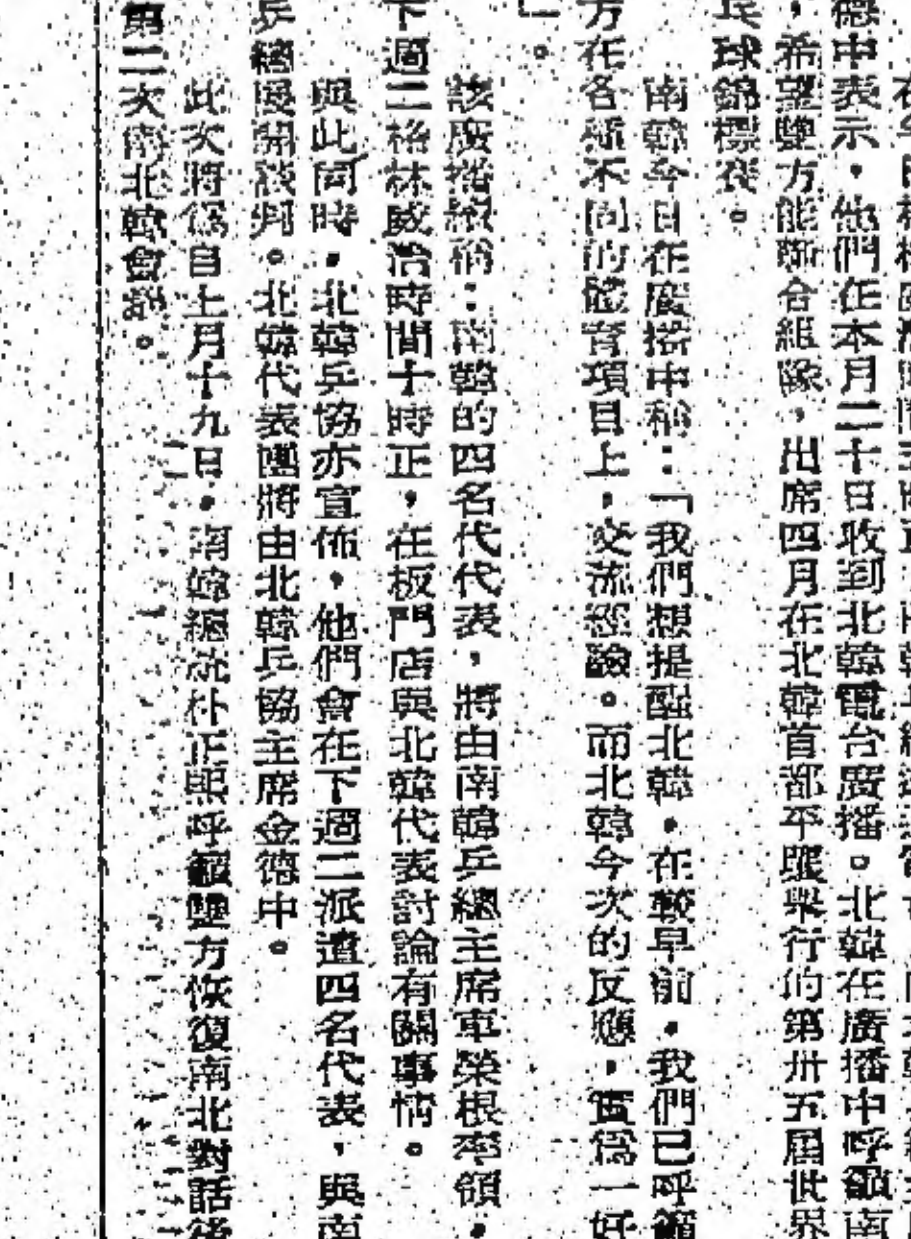 德中表示，他們在本月二十日收到北韓電台廣播。北韓在廣播中呼籲南
，希望雙方能聯合組隊，出席四月在北韓首都平壤舉行的第卅五屆世界
乓球錦標賽。
南韓今日在廣播中稱：「我們想提醒北韓，在較早前，我們已呼籲
方在各種不同的體育項目上，交流經驗。而北韓今次的反應，實為一好
」。
該廣播續稱：南韓的四名代代表，將由南韓乒總主席車榮根率領，
下週二格林威治時間十時正，在板門店與北韓代表討論有關事情。
與此同時，北韓乒協亦宣佈，他們會在下週二派遣四名代表，與南
乒總展開談判。北韓代表團將由北韓乒協主席金德中。
此次將係自上月十九日，南韓總統朴正熙呼籲雙方恢復南北對話後
第二次南北韓會談。